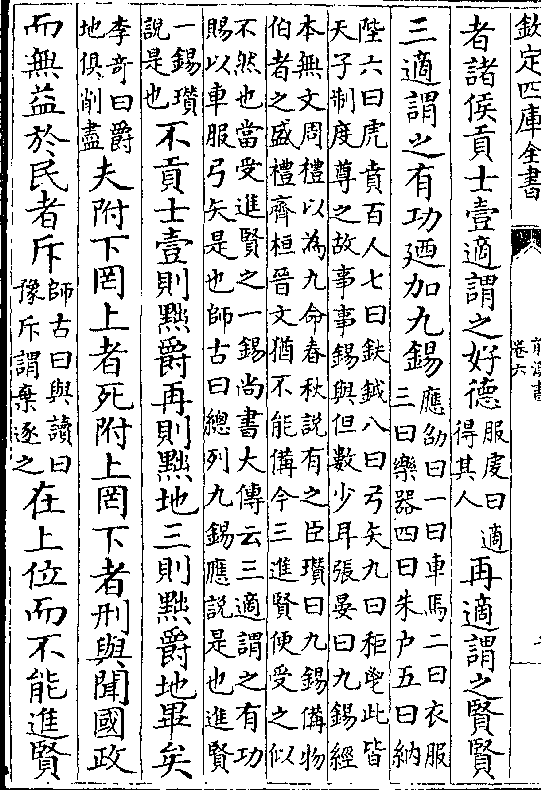 欽定四庫全書
前漢書
卷六
者諸侯貢士壹適謂之好德
服虔曰適
得其人
再適謂之賢賢
三適謂之有功廼加九錫
應劭曰一曰車馬二曰衣服
三曰樂器四曰朱户五曰納
陛六曰虎賁百人七曰鈇鉞八曰弓矢九曰秬鬯此皆
天子制度尊之故事事錫與但數少耳張晏曰九錫經
本無文周禮以為九命春秋説有之臣瓚曰九錫備物
伯者之盛禮齊桓晉文猶不能備今三進賢便受之似
不然也當受進賢之一錫尚書大傳云三適謂之有功
賜以車服弓矢是也師古曰總列九錫應説是也進賢
一錫瓚
說是也
不貢士壹則黜爵再則黜地三則黜爵地畢矣
李奇曰爵
地俱削盡
夫附下罔上者死附上罔下者刑與聞國政
而無益於民者斥
師古曰與讀曰
豫斥謂棄逐之
在上位而不能進賢